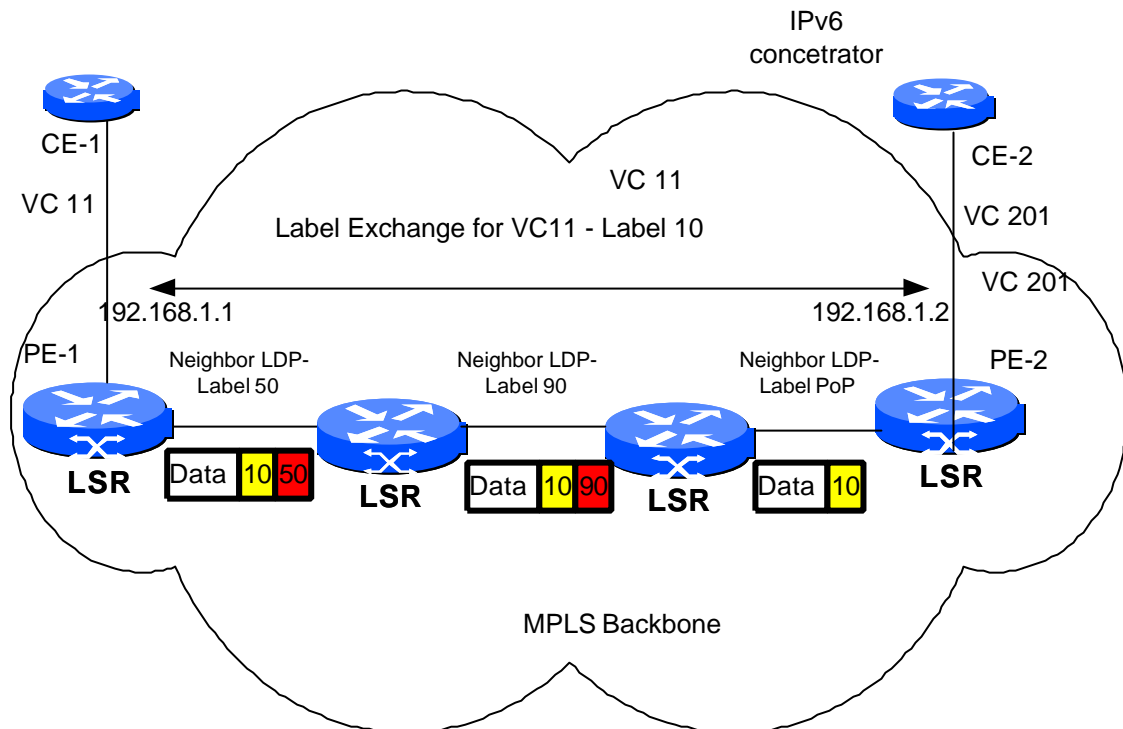 IPv6
concetrator
CE-1
CE-2
VC 11
VC 11
VC 201
Label Exchange for VC11 - Label 10
VC 201
192.168.1.1
192.168.1.2
PE-1
Neighbor LDP-
Label 50
Neighbor LDP-
Label 90
Neighbor LDP-
Label PoP
PE-2
LSR
Data 10 50
LSR
Data 10 90
LSR
Data 10
LSR
MPLS Backbone